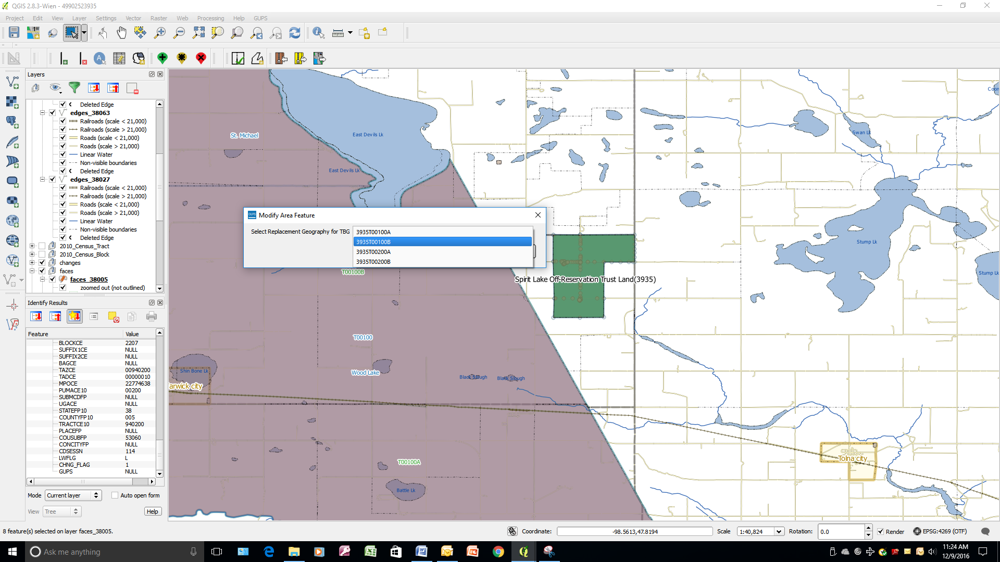 QGIS 2.8.3-Wien - 49902523935
Project Edit View Layer Settings Vector Raster Web Processing Help GUPS
Layers
Deleted Edge
edges_38063
Railroads (scale < 21,000)
Railroads (scale > 21,000)
Roads (scale < 21,000)
Roads (scale > 21,000)
Linear Water
Non-visible boundaries
Deleted Edge
edges_38027
Railroads (scale < 21,000)
Railroads (scale > 21,000)
Roads (scale < 21,000)
Roads (scale > 21,000)
Linear Water
Non-visible boundaries
Deleted Edge
2010_Census_Tract
2010_Census_Block
changes
faces
faces_38005
zoomed out (not outlined)
Identify Results
Feature Value
BLOCKCE 2207
SUFFIX1CE NULL
SUFFIX2CE NULL
BAGCE NULL
TAZCE 00940200
TADCE 00000010
MPOCE 22774638
PUMACE10 00200
SUBMCDFP NULL
UGACE NULL
STATEFP10 38
COUNTYFP10 005
TRACTCE10 940200
PLACEFP NULL
COUSUBFP 53060
CONCITYFP NULL
CDSESSN 114
LWFLG L
CHNG_FLAG 1
GUPS NULL
Mode Current layer Auto open form
View Tree Help
St. Michael
East Devils Lk
East Devils Lk
Swan Lk
Stump Lk
Stump Lk
GUPS Modify Area Feature
Select Replacement Geography for TBG 3935T00100A
3935T00100B
3935T00200A
3935T00200B
T00100B
Spirit Lake Off-Reservation Trust Land(3935)
T00100
Wood Lake
Shin Bone Lk
arwick city
Black Slough
Black Slough
T00100A
Battle Lk
Tolna city
8 feature(s) selected on layer faces_38005.
Coordinate: -98.5613,47.8194 Scale 1:40,824 Rotation: 0.0 Render EPSG:4269 (OTF)
Ask me anything
11:24 AM
12/9/2016